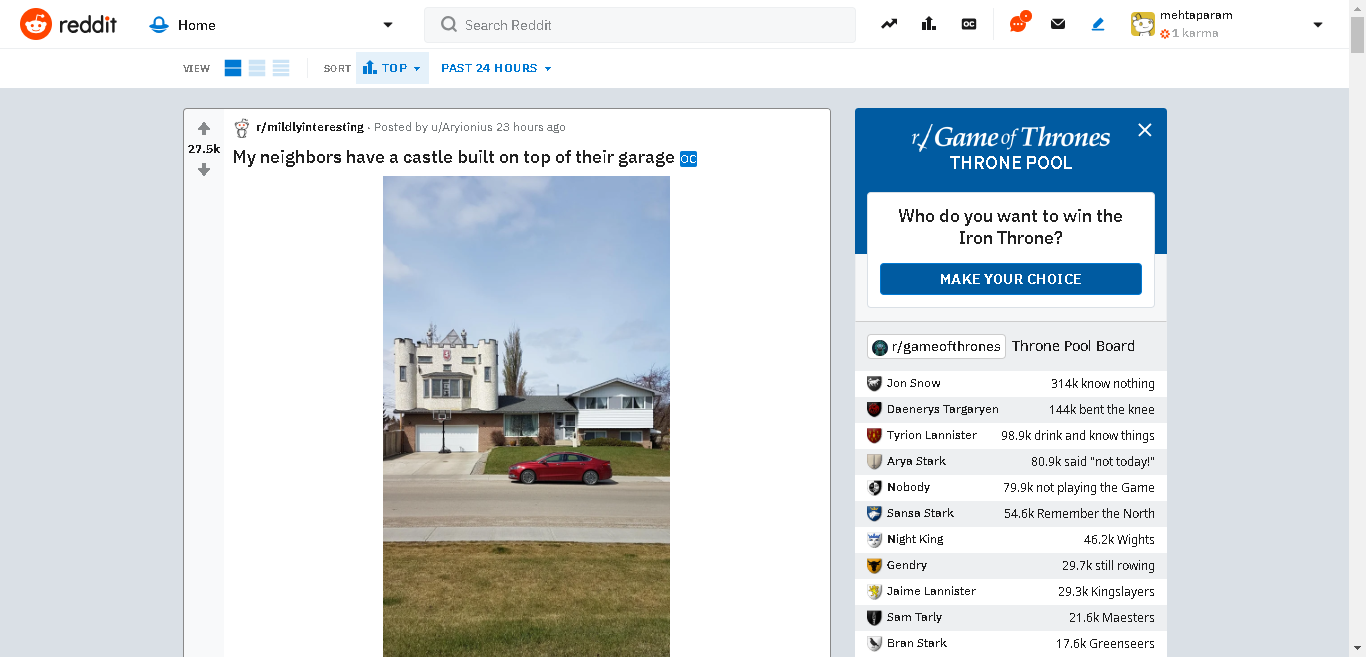 reddit
Home
Search Reddit
OC
mehtaparam
1 karma
VIEW
SORT
TOP
PAST 24 HOURS
27.5k
r/mildlyinteresting · Posted by u/Aryionius 23 hours ago
My neighbors have a castle built on top of their garage OC
r/Game of Thrones
THRONE POOL
Who do you want to win the
Iron Throne?
MAKE YOUR CHOICE
r/gameofthrones Throne Pool Board
Jon Snow 314k know nothing
Daenerys Targaryen 144k bent the knee
Tyrion Lannister 98.9k drink and know things
Arya Stark 80.9k said "not today!"
Nobody 79.9k not playing the Game
Sansa Stark 54.6k Remember the North
Night King 46.2k Wights
Gendry 29.7k still rowing
Jaime Lannister 29.3k Kingslayers
Sam Tarly 21.6k Maesters
Bran Stark 17.6k Greenseers